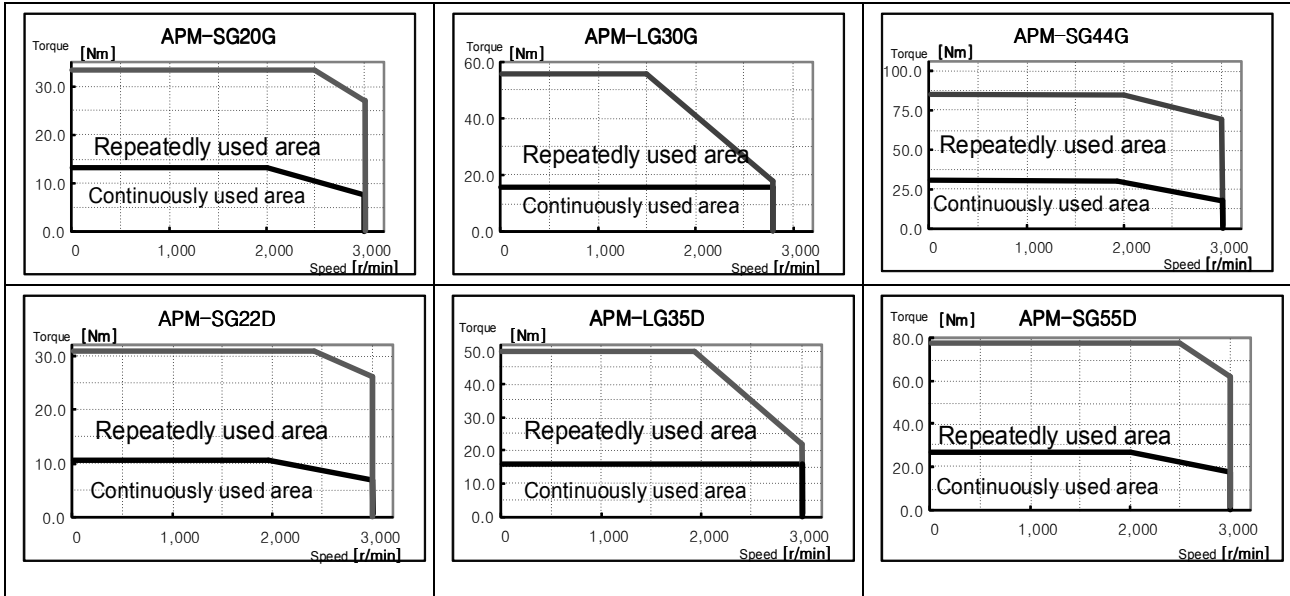 APM-SG20G
Torque [Nm]
30.0
20.0
Repeatedly used area
10.0
Continuously used area
0.0
0 1,000 2,000 3,000
Speed [r/min]
APM-LG30G
Torque [Nm]
60.0
40.0
Repeatedly used area
20.0
Continuously used area
0.0
0 1,000 2,000 3,000
Speed [r/min]
APM-SG44G
Torque [Nm]
100.0
75.0
Repeatedly used area
50.0
25.0
Continuously used area
0.0
0 1,000 2,000 3,000
Speed [r/min]
APM-SG22D
Torque [Nm]
30.0
20.0
Repeatedly used area
10.0
Continuously used area
0.0
0 1,000 2,000 3,000
Speed [r/min]
APM-LG35D
Torque [Nm]
50.0
40.0
30.0
Repeatedly used area
20.0
10.0
Continuously used area
0.0
0 1,000 2,000 3,000
Speed [r/min]
APM-SG55D
Torque [Nm]
80.0
60.0
40.0
Repeatedly used area
20.0
Continuously used area
0.0
0 1,000 2,000 3,000
Speed [r/min]